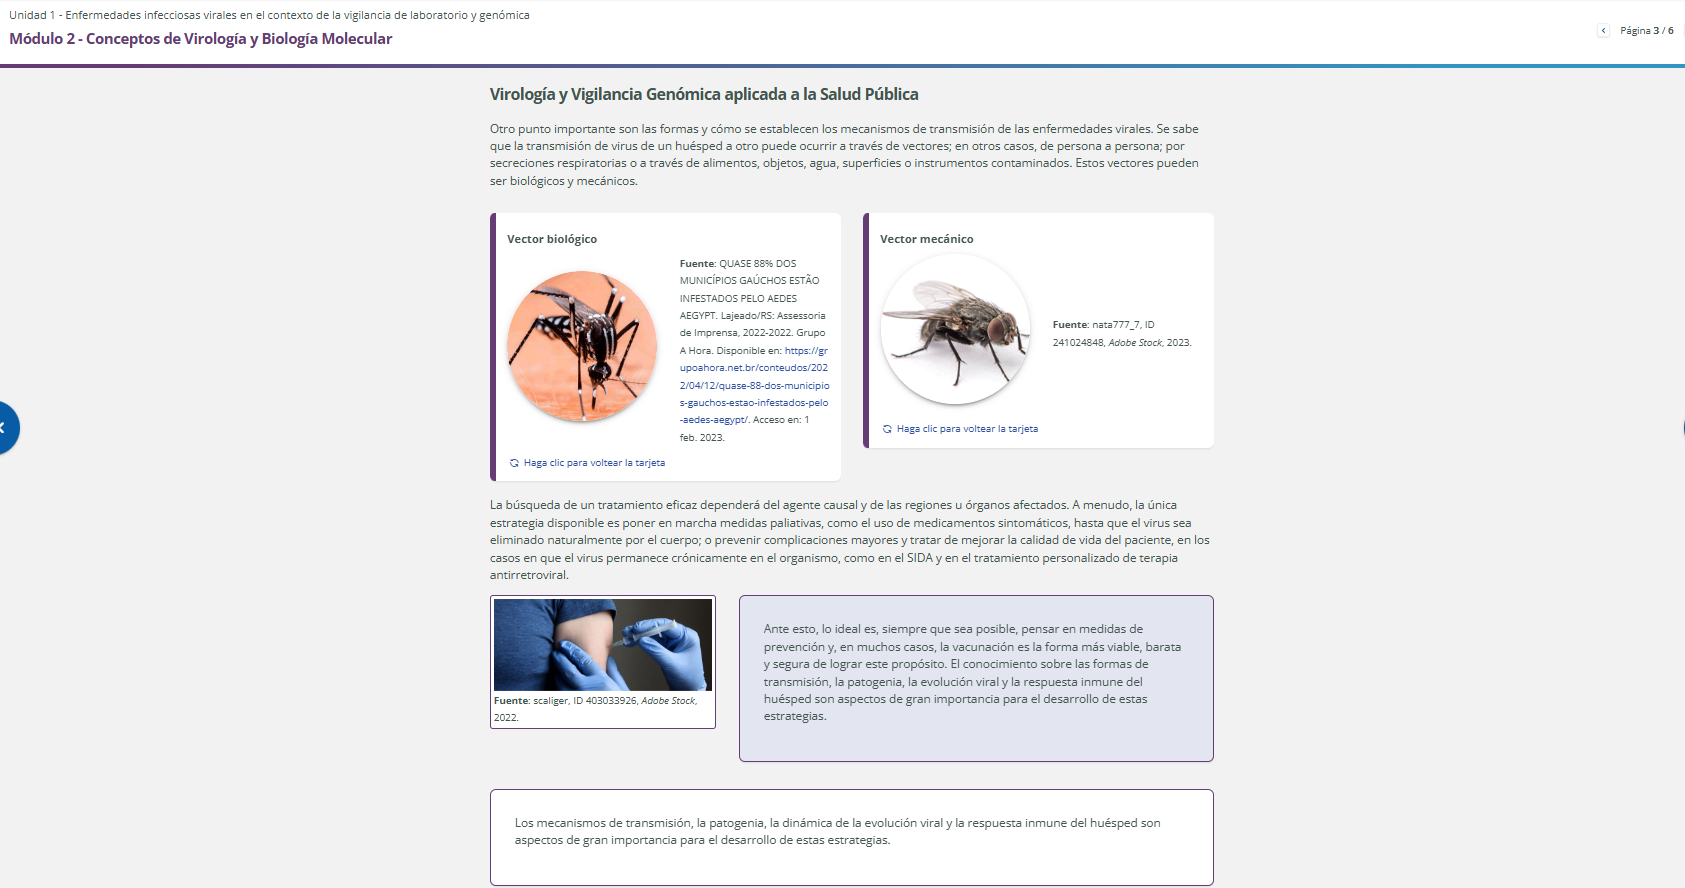 Unidad 1 - Enfermedades infecciosas virales en el contexto de la vigilancia de laboratorio y genómica
Módulo 2 - Conceptos de Virología y Biología Molecular
Página 3 / 6
Virología y Vigilancia Genómica aplicada a la Salud Pública
Otro punto importante son las formas y cómo se establecen los mecanismos de transmisión de las enfermedades virales. Se sabe
que la transmisión de virus de un huésped a otro puede ocurrir a través de vectores; en otros casos, de persona a persona; por
secreciones respiratorias o a través de alimentos, objetos, agua, superficies o instrumentos contaminados. Estos vectores pueden
ser biológicos y mecánicos.
Vector biológico
Fuente: QUASE 88% DOS
MUNICÍPIOS GAÚCHOS ESTÃO
INFESTADOS PELO AEDES
AEGYPT. Lajeado/RS: Assessoria
de Imprensa, 2022-2022. Grupo
A Hora. Disponible en: https://gr
upoahora.net.br/conteudos/202
2/04/12/quase-88-dos-municipio
s-gauchos-estao-infestados-pelo
-aedes-aegypt/. Acceso en: 1
feb. 2023.
Haga clic para voltear la tarjeta
Vector mecánico
Fuente: nata777_7, ID
241024848, Adobe Stock, 2023.
Haga clic para voltear la tarjeta
La búsqueda de un tratamiento eficaz dependerá del agente causal y de las regiones u órganos afectados. A menudo, la única
estrategia disponible es poner en marcha medidas paliativas, como el uso de medicamentos sintomáticos, hasta que el virus sea
eliminado naturalmente por el cuerpo; o prevenir complicaciones mayores y tratar de mejorar la calidad de vida del paciente, en los
casos en que el virus permanece crónicamente en el organismo, como en el SIDA y en el tratamiento personalizado de terapia
antirretroviral.
Fuente: scaliger, ID 403033926, Adobe Stock,
2022.
Ante esto, lo ideal es, siempre que sea posible, pensar en medidas de
prevención y, en muchos casos, la vacunación es la forma más viable, barata
y segura de lograr este propósito. El conocimiento sobre las formas de
transmisión, la patogenia, la evolución viral y la respuesta inmune del
huésped son aspectos de gran importancia para el desarrollo de estas
estrategias.
Los mecanismos de transmisión, la patogenia, la dinámica de la evolución viral y la respuesta inmune del huésped son
aspectos de gran importancia para el desarrollo de estas estrategias.